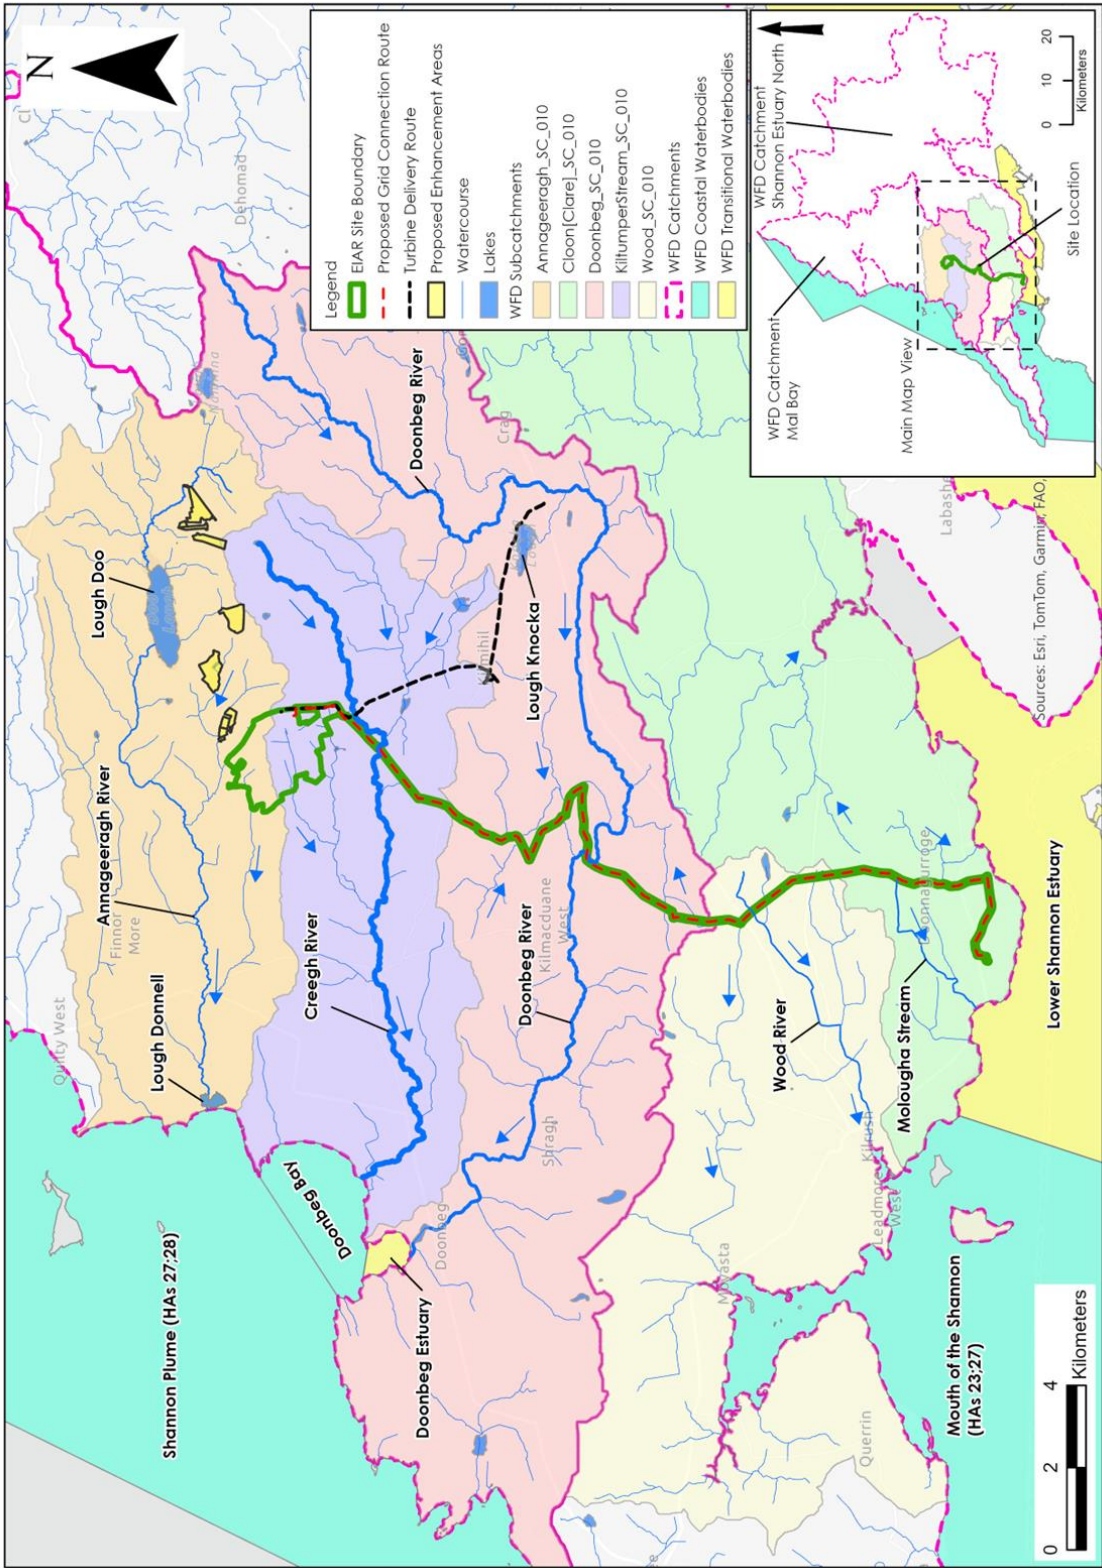 N
Cl
Dehomad
Quilty West
Finnor
More
Annageeragh River
Lough Doo
Lough Donnell
Shannon Plume (HAs 27;28)
Doonbeg Bay
Creegh River
Doonbeg River
Crag
Lough Knocka
Doonbeg Estuary
Doonbeg
Shragh
Doonbeg River
Kilmacduane
West
Moyasta
Wood River
Kilrush
Leadmore
West
Molougha Stream
Querrin
Mouth of the Shannon
(HAs 23;27)
Lower Shannon Estuary
Labashe
Sources: Esri, TomTom, Garmin, FAO,
0 2 4
Kilometers
Legend
EIAR Site Boundary
Proposed Grid Connection Route
Turbine Delivery Route
Proposed Enhancement Areas
Watercourse
Lakes
WFD Subcatchments
Annageeragh_SC_010
Cloon[Clare]_SC_010
Doonbeg_SC_010
KiltumperStream_SC_010
Wood_SC_010
WFD Catchments
WFD Coastal Waterbodies
WFD Transitional Waterbodies
WFD Catchment
Mal Bay
WFD Catchment
Shannon Estuary North
Main Map View
Site Location
0 10 20
Kilometers